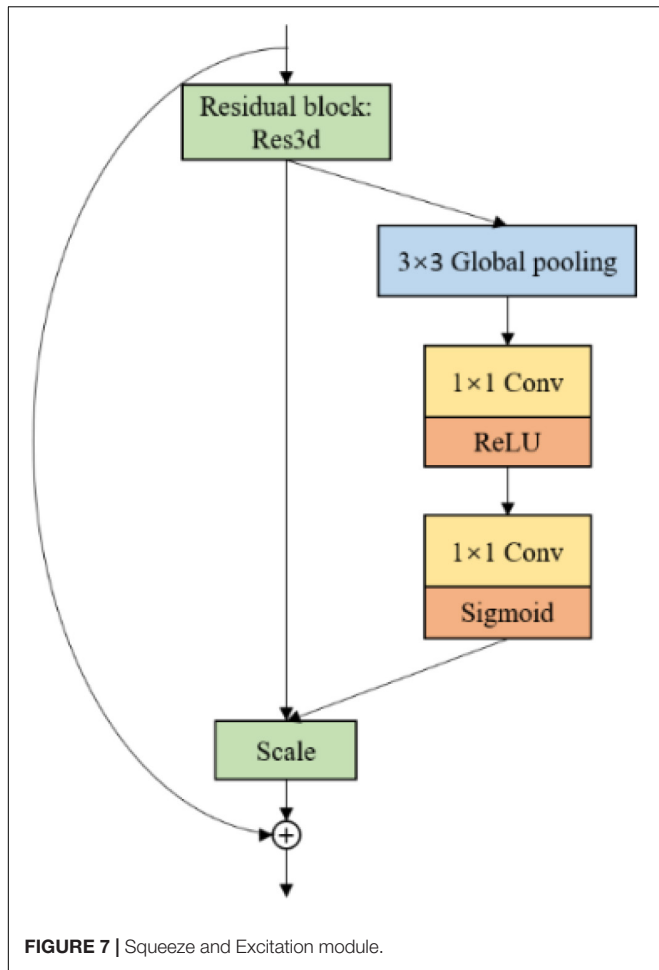 Residual block:
Res3d
3×3 Global pooling
1×1 Conv
ReLU
1×1 Conv
Sigmoid
Scale
+
FIGURE 7 | Squeeze and Excitation module.